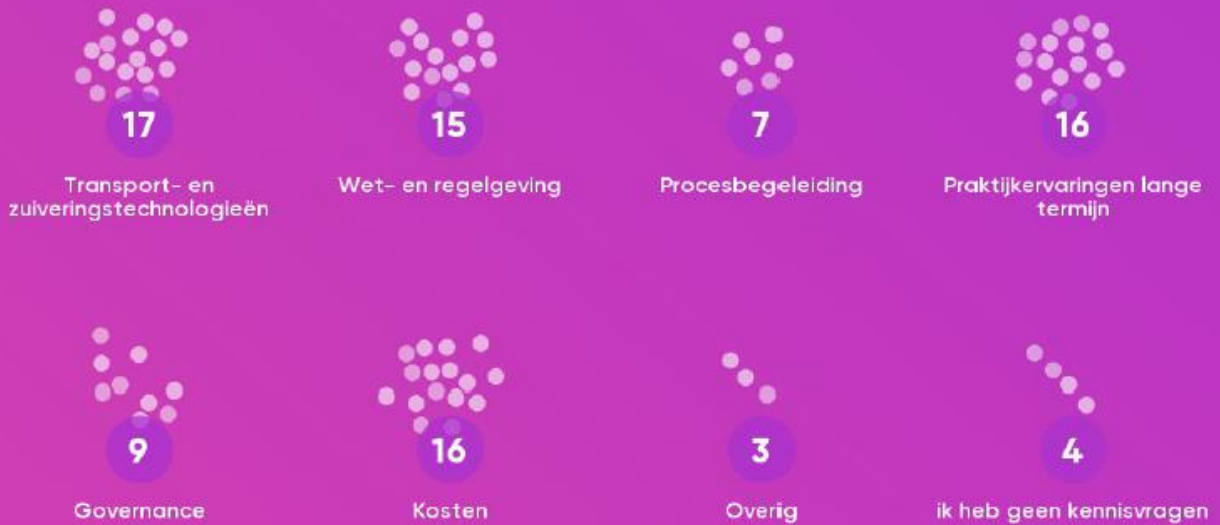 17
15
7
16
Transport- en
zuiveringstechnologieën
Wet- en regelgeving
Procesbegeleiding
Praktijkervaringen lange
termijn
9
16
3
4
Governance
Kosten
Overig
ik heb geen kennisvragen